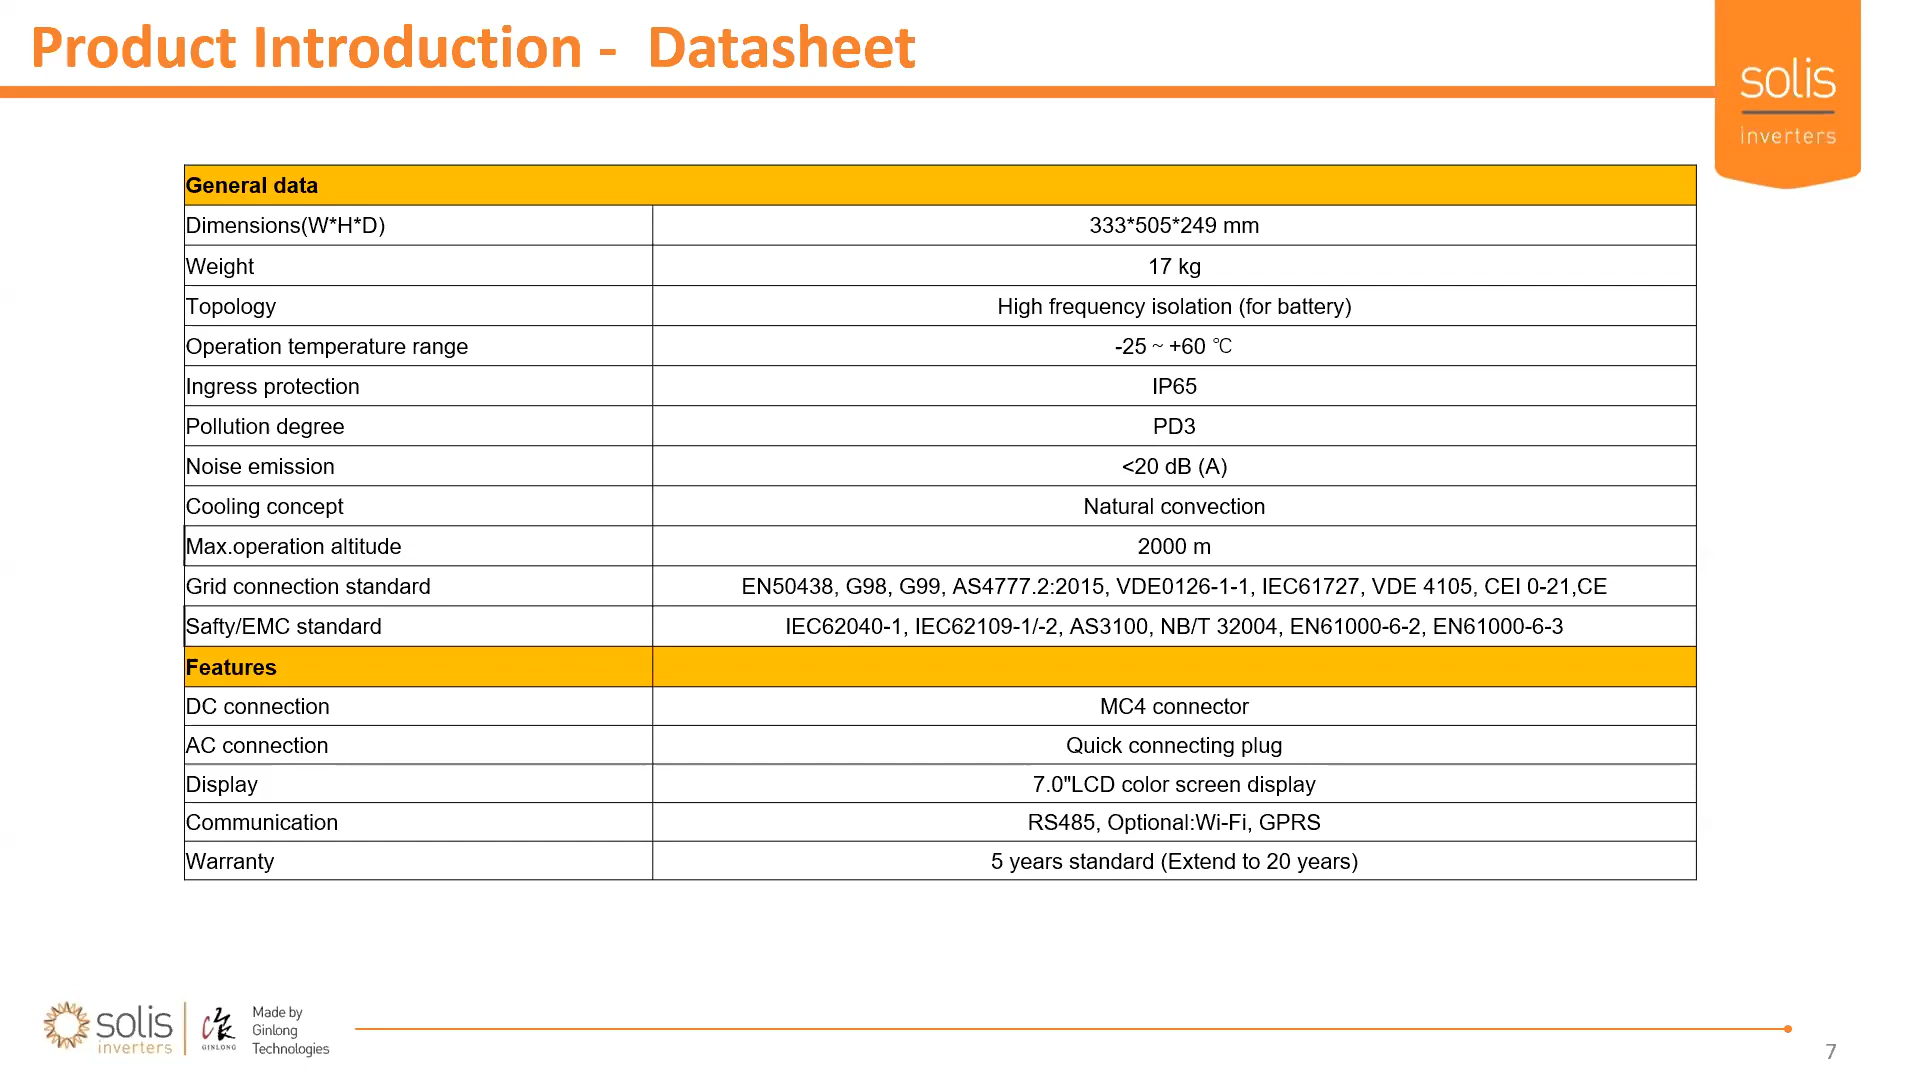 Product Introduction - Datasheet
solis
inverters
General data
Dimensions(W*H*D) 333*505*249 mm
Weight 17 kg
Topology High frequency isolation (for battery)
Operation temperature range -25 ~ +60 ℃
Ingress protection IP65
Pollution degree PD3
Noise emission <20 dB (A)
Cooling concept Natural convection
Max.operation altitude 2000 m
Grid connection standard EN50438, G98, G99, AS4777.2:2015, VDE0126-1-1, IEC61727, VDE 4105, CEI 0-21,CE
Safty/EMC standard IEC62040-1, IEC62109-1/-2, AS3100, NB/T 32004, EN61000-6-2, EN61000-6-3
Features
DC connection MC4 connector
AC connection Quick connecting plug
Display 7.0"LCD color screen display
Communication RS485, Optional:Wi-Fi, GPRS
Warranty 5 years standard (Extend to 20 years)
solis
inverters
GINLONG
Made by
Ginlong
Technologies
7